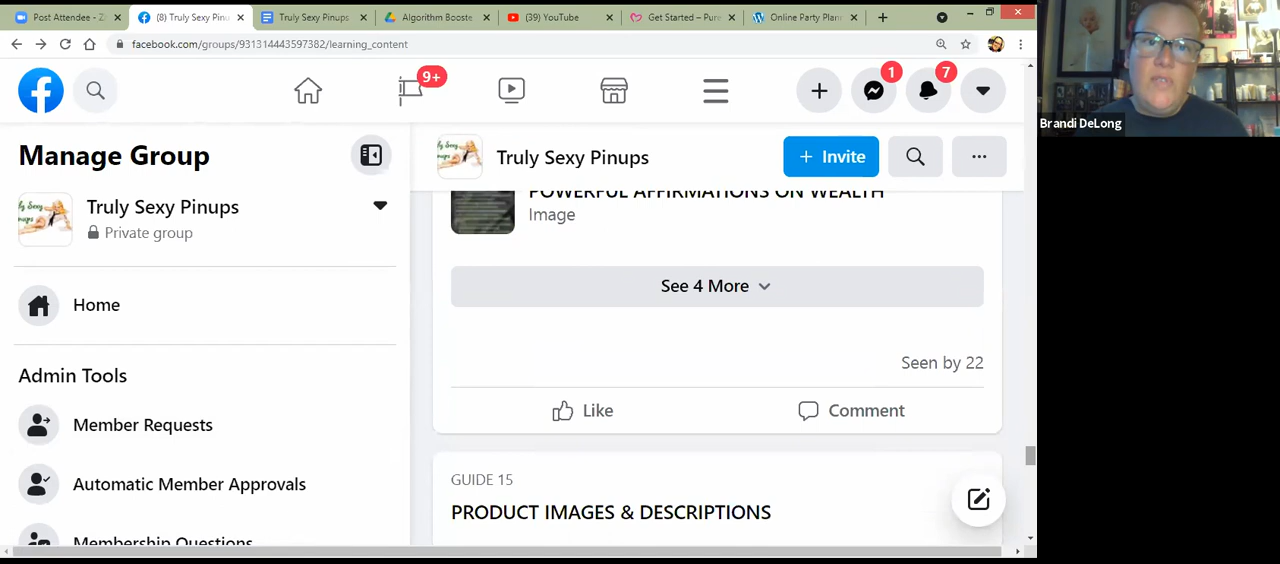 Post Attendee - Z
(8) Truly Sexy Pinu
Truly Sexy Pinups
Algorithm Booste
(39) YouTube
Get Started – Pure
Online Party Plan
facebook.com/groups/931314443597382/learning_content
Brandi DeLong
9+
1
7
Manage Group
Truly Sexy Pinups
+ Invite
Truly Sexy Pinups
Private group
POWERFUL AFFIRMATIONS ON WEALTH
Image
See 4 More
Home
Seen by 22
Admin Tools
Like
Comment
Member Requests
GUIDE 15
Automatic Member Approvals
PRODUCT IMAGES & DESCRIPTIONS
Membership Questions